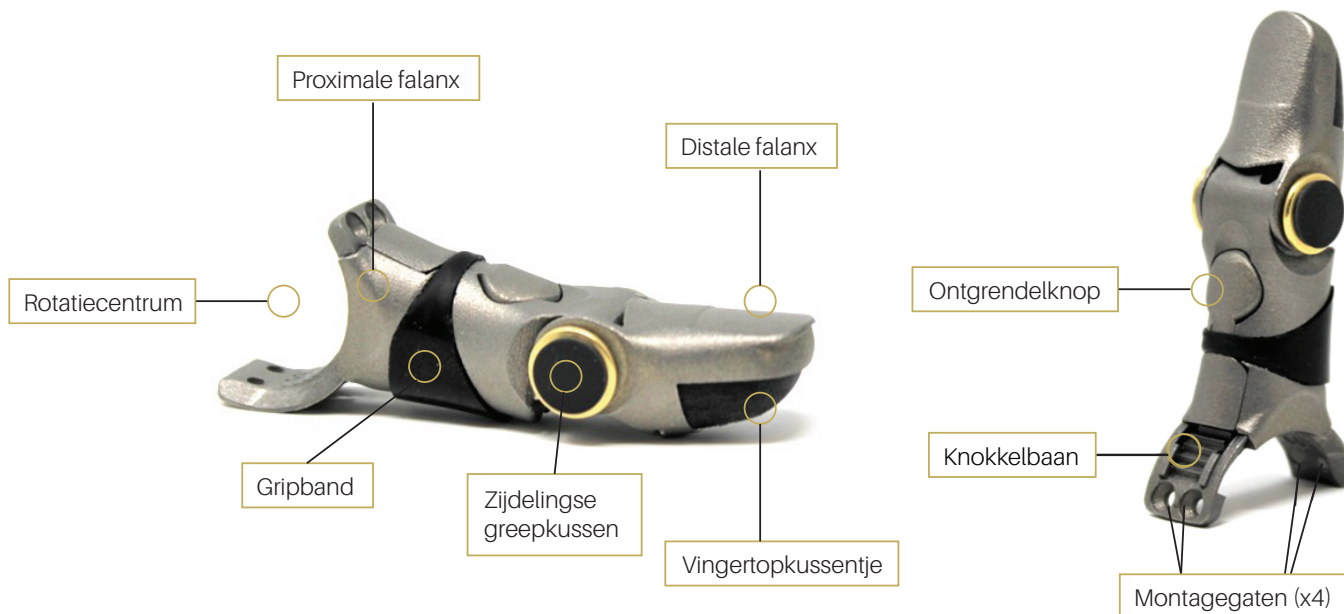 Proximale falanx
Distale falanx
Rotatiecentrum
Gripband
Zijdelingse
greepkussen
Vingertopkussentje
Ontgrendelknop
Knokkelbaan
Montagegaten (x4)